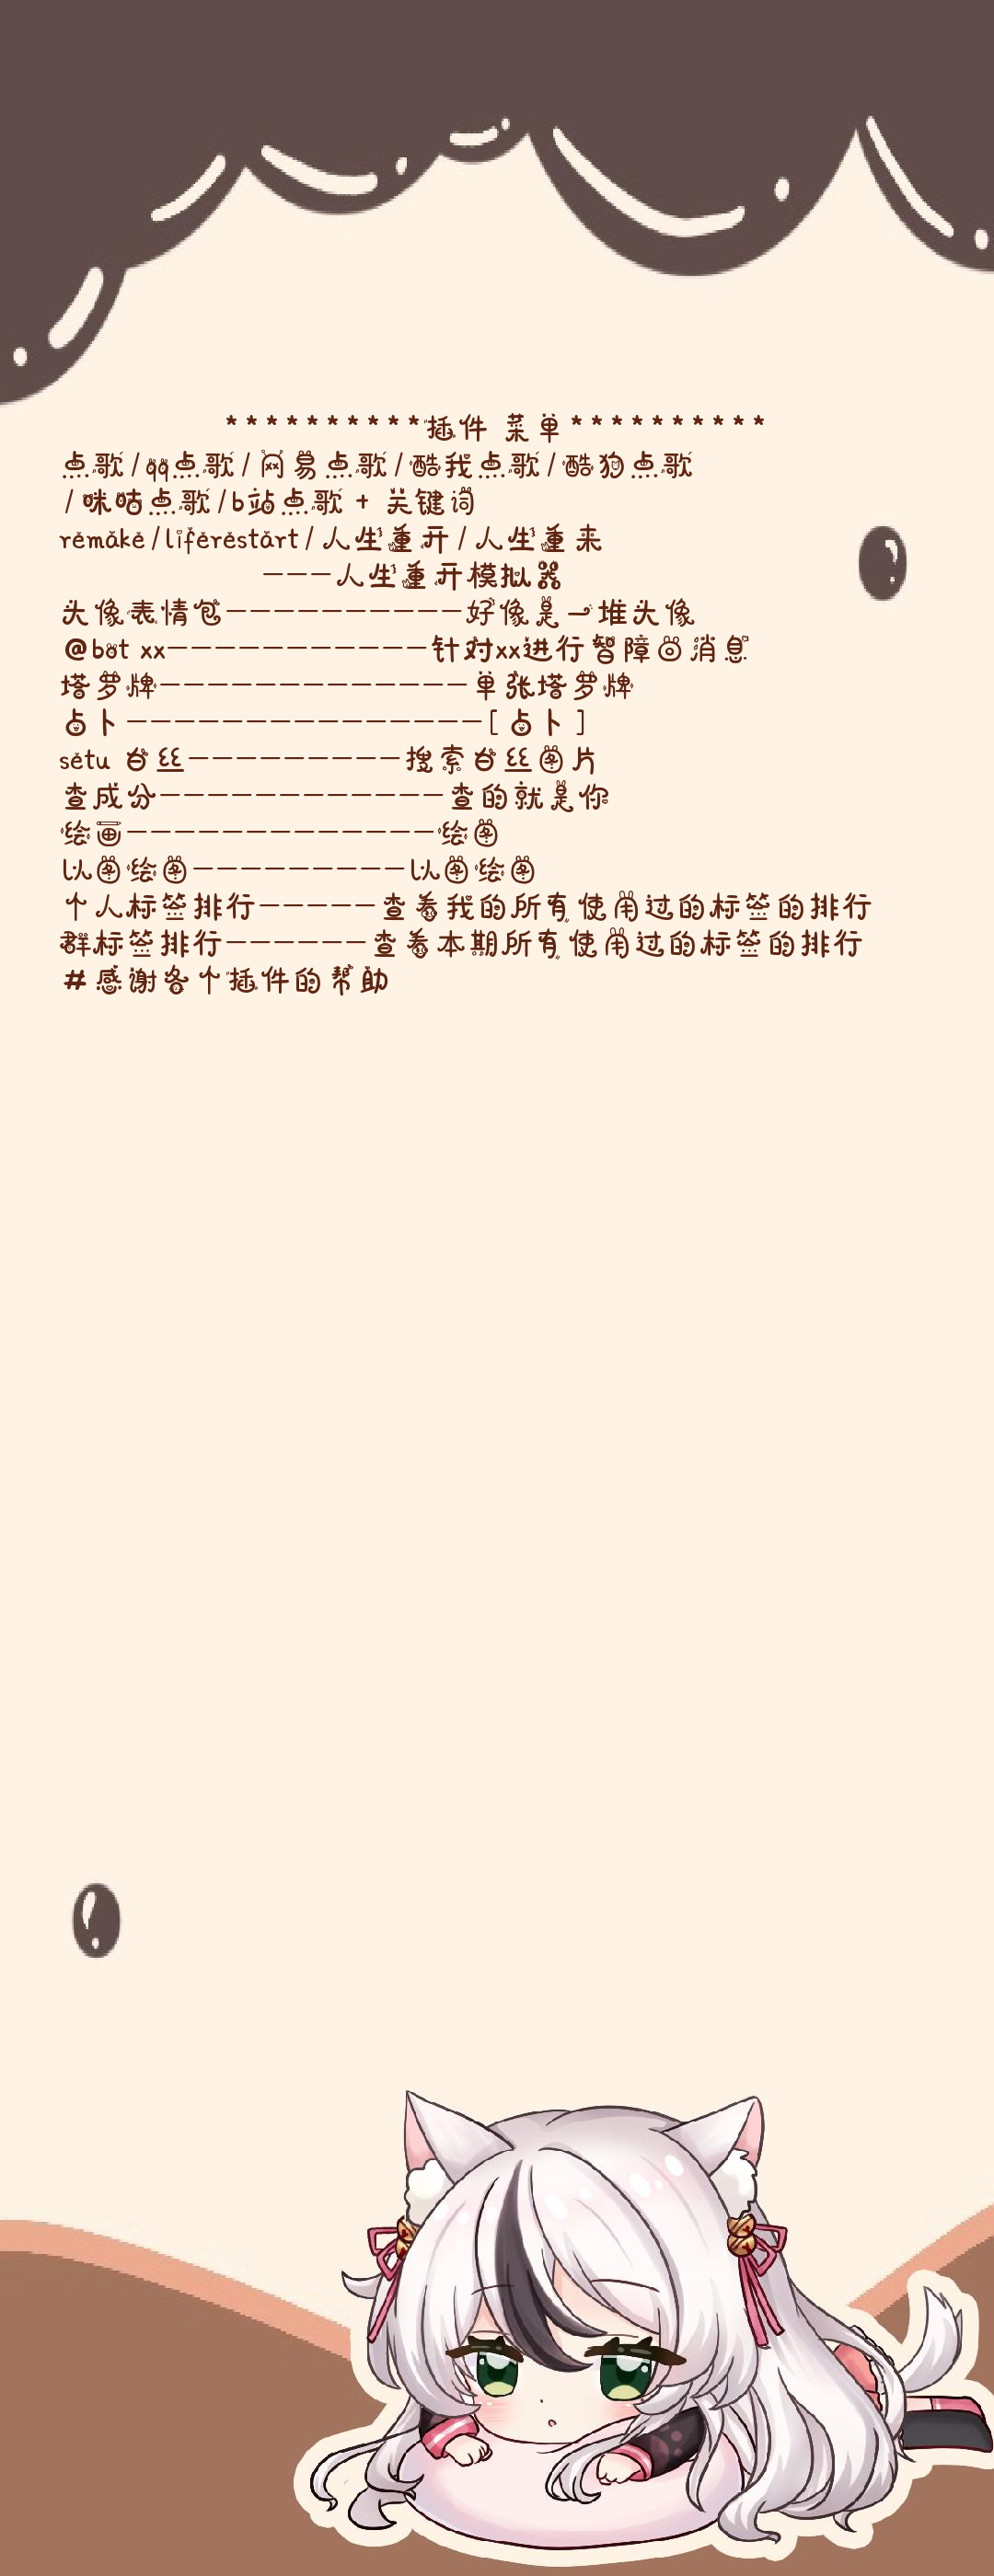 **********插件 菜单**********
点歌/qq点歌/网易点歌/酷我点歌/酷狗点歌
/咪咕点歌/b站点歌 + 关键词
remake/liferestart/人生重开/人生重来
---人生重开模拟器
头像表情包-----------好像是一堆头像
@bot xx------------针对xx进行智障回消息
塔罗牌--------------单张塔罗牌
占卜----------------[占卜]
setu 白丝----------搜索白丝图片
查成分-------------查的就是你
绘画--------------绘图
以图绘图----------以图绘图
个人标签排行-----查看我的所有使用过的标签的排行
群标签排行------查看本期所有使用过的标签的排行
#感谢各个插件的帮助